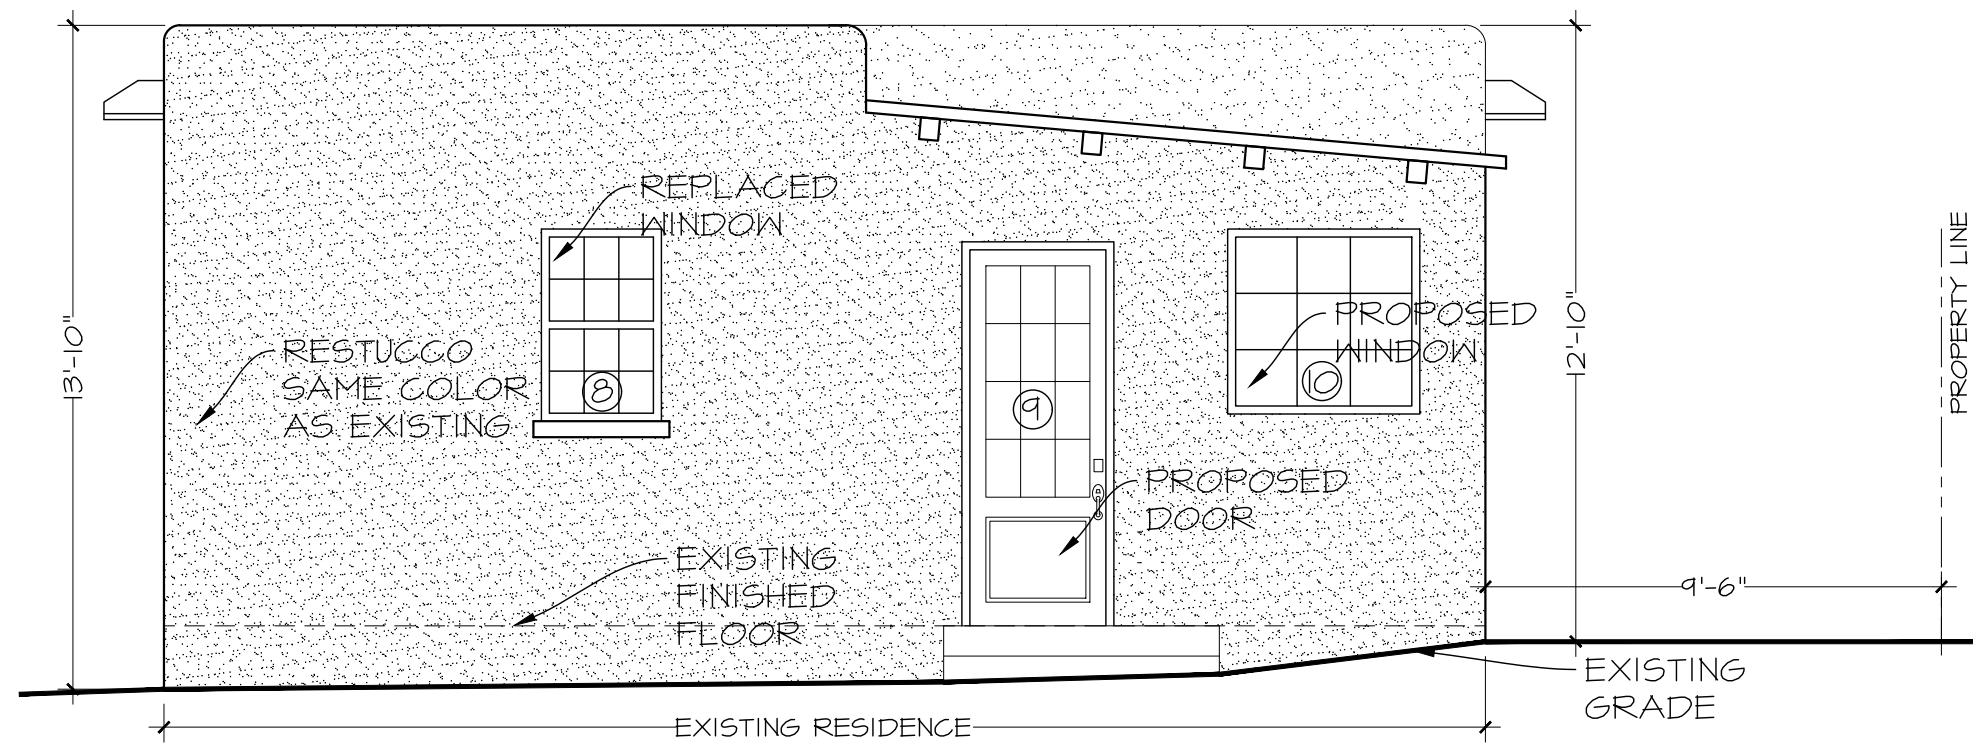 REPLACED
WINDOW
PROPERTY LINE
13'-10"
RESTUCCO
SAME COLOR
AS EXISTING
8
9
PROPOSED
WINDOW
10
12'-10"
PROPOSED
DOOR
EXISTING
FINISHED
FLOOR
9'-6"
EXISTING
GRADE
EXISTING RESIDENCE